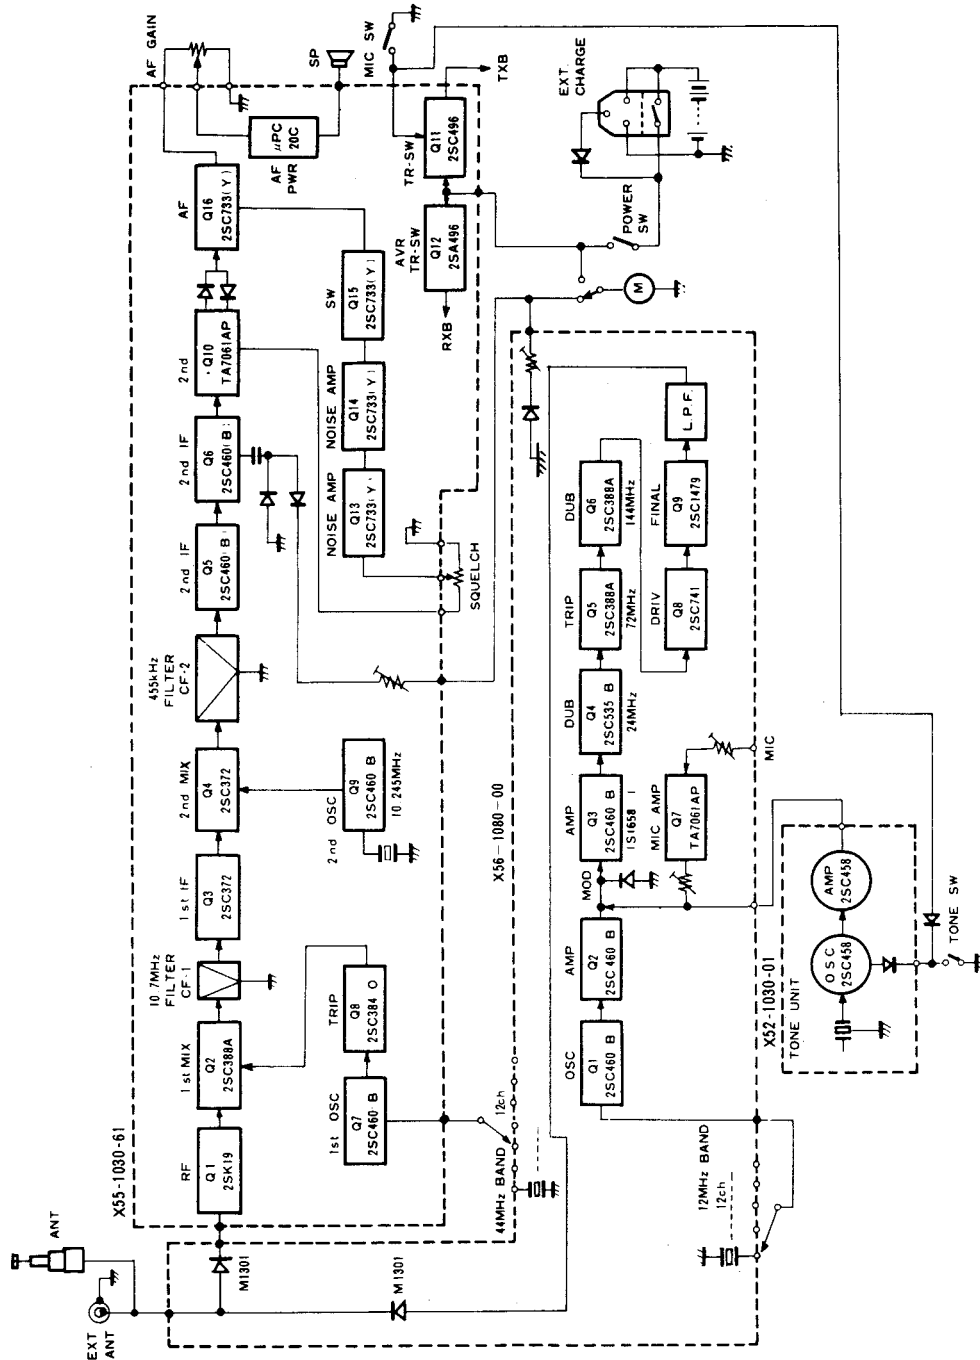 EXT
ANT
ANT
X55-1030-61
RF
Q1
2SK19
1st MIX
Q2
2SC388A
10.7MHz
FILTER
CF-1
1st IF
Q3
2SC372
2nd MIX
Q4
2SC372
455kHz
FILTER
CF-2
2nd IF
Q5
2SC460(B)
2nd IF
Q6
2SC460(B)
2nd
Q10
TA7061AP
AF
Q16
2SC733(Y)
AF GAIN
μPC
20C
AF
PWR
SP
MIC SW
1st OSC
Q7
2SC460 B
TRIP
Q8
2SC384 O
2nd OSC
Q9
2SC460 B
10.245MHz
NOISE AMP
Q13
2SC733(Y)
NOISE AMP
Q14
2SC733(Y)
SW
Q15
2SC733(Y)
AVR
TR-SW
Q12
2SA496
TR-SW
Q11
2SC496
RXB
TXB
SQUELCH
M1301
M1301
44MHz BAND
12ch
X56-1080-00
POWER
SW
M
EXT.
CHARGE
OSC
Q1
2SC460 B
AMP
Q2
2SC460 B
MOD
AMP
Q3
2SC460 B
1S1658
DUB
Q4
2SC535 B
24MHz
TRIP
Q5
2SC388A
72MHz
DUB
Q6
2SC388A
144MHz
MIC AMP
Q7
TA7061AP
DRIV
Q8
2SC741
FINAL
Q9
2SC1479
L.P.F.
MIC
12MHz BAND
12ch
X52-1030-01
TONE UNIT
OSC
2SC458
AMP
2SC458
TONE SW